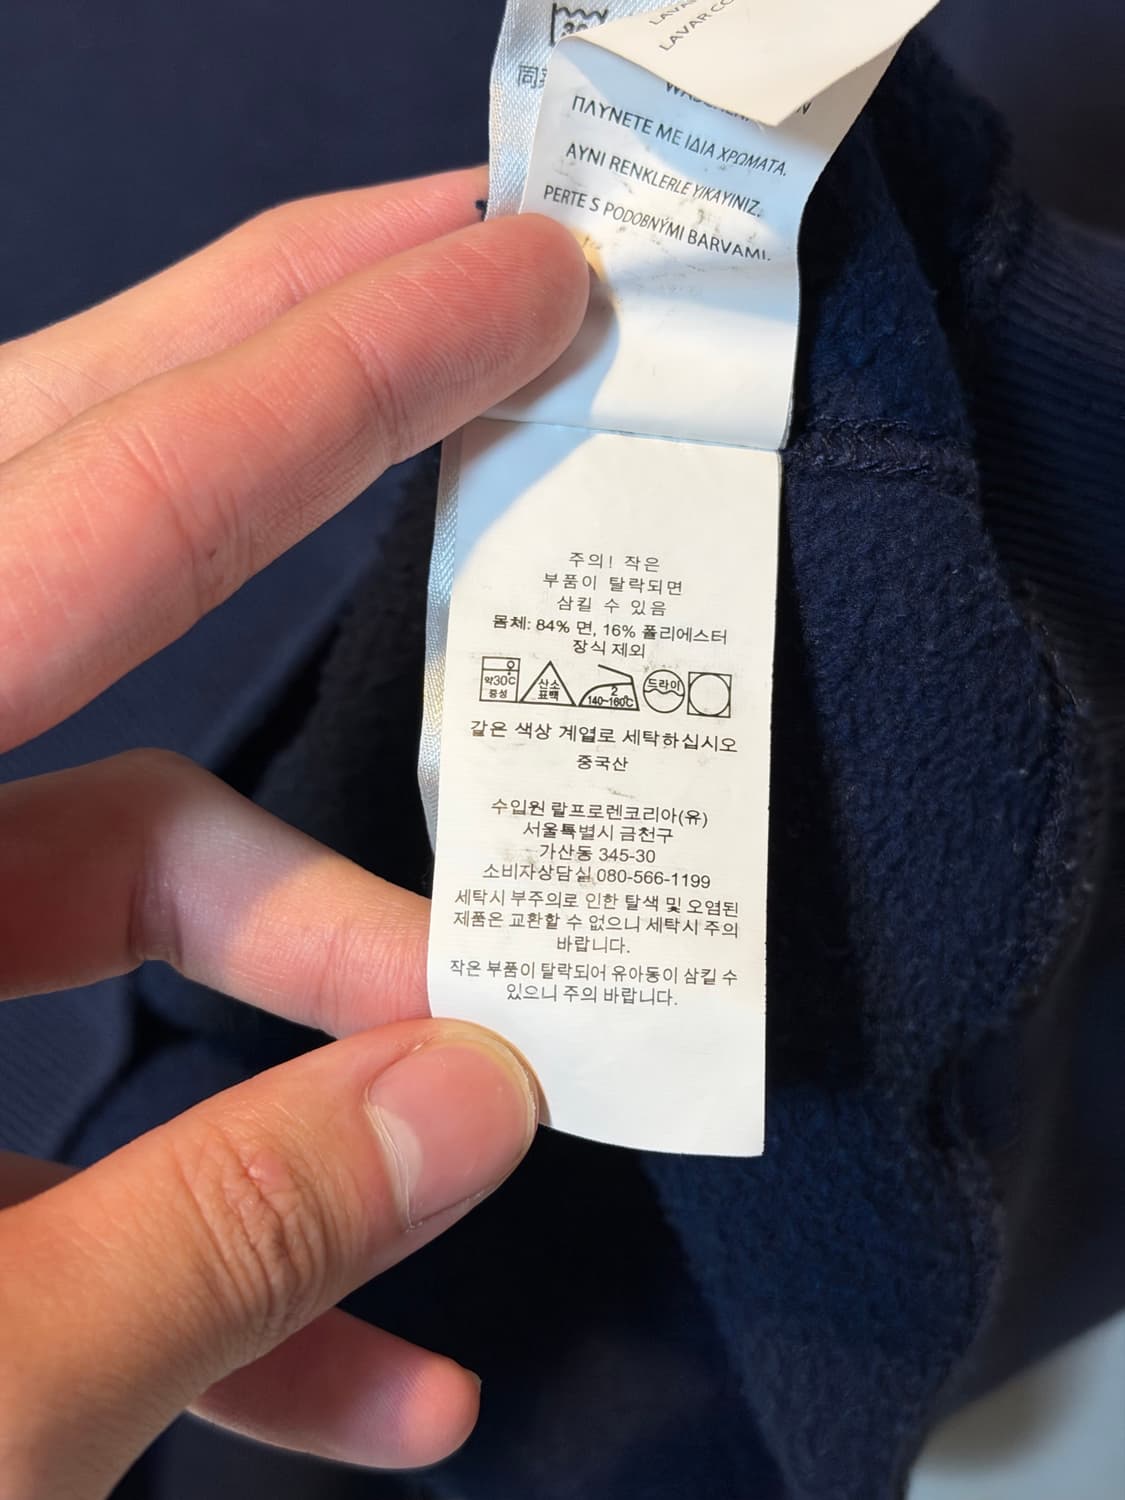 30
同
LAVAR CO
ΠΛΥΝΕΤΕ ΜΕ ΙΔΙΑ ΧΡΩΜΑΤΑ.
AYNI RENKLERLE YIKAYINIZ.
PERTE S PODOBNÝMI BARVAMI.
주의! 작은
부품이 탈락되면
삼킬 수 있음
몸체: 84% 면, 16% 폴리에스터
장식 제외
약30℃ 중성 산소 표백 2 140~160℃ 드라이
같은 색상 계열로 세탁하십시오
중국산
수입원 랄프로렌코리아(유)
서울특별시 금천구
가산동 345-30
소비자상담실 080-566-1199
세탁시 부주의로 인한 탈색 및 오염된
제품은 교환할 수 없으니 세탁시 주의
바랍니다.
작은 부품이 탈락되어 유아동이 삼킬 수
있으니 주의 바랍니다.